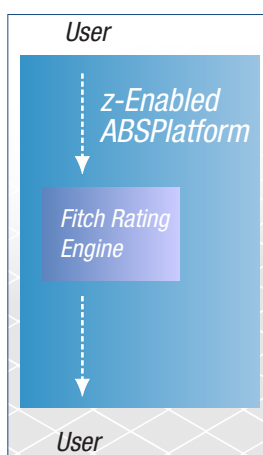 User
z-Enabled
ABSPlatform
Fitch Rating
Engine
User